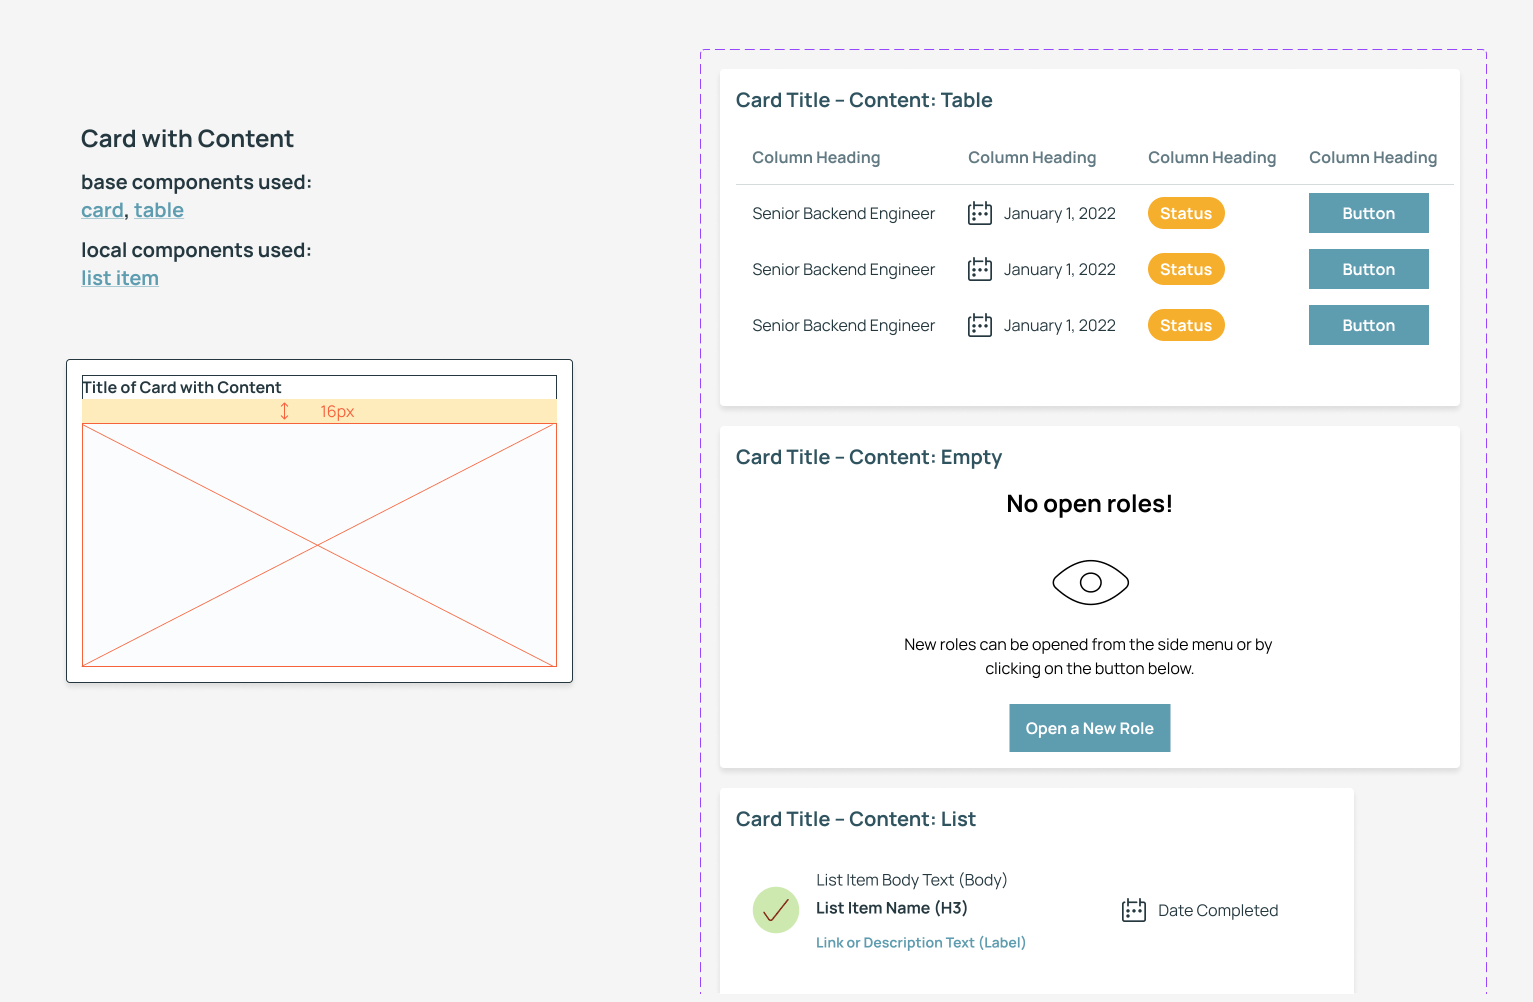 Card with Content
base components used:
card, table
local components used:
list item
Title of Card with Content
16px
Card Title – Content: Table
Column Heading Column Heading Column Heading Column Heading
Senior Backend Engineer January 1, 2022 Status Button
Senior Backend Engineer January 1, 2022 Status Button
Senior Backend Engineer January 1, 2022 Status Button
Card Title – Content: Empty
No open roles!
New roles can be opened from the side menu or by
clicking on the button below.
Open a New Role
Card Title – Content: List
List Item Body Text (Body)
List Item Name (H3)
Date Completed
Link or Description Text (Label)